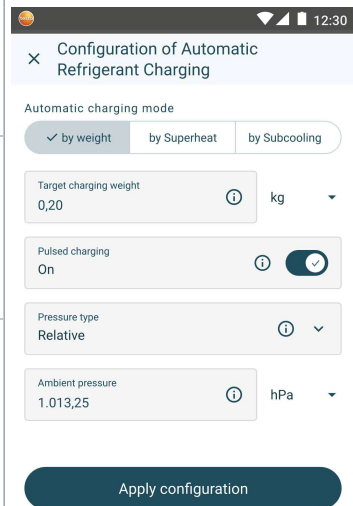 12:30
Configuration of Automatic
Refrigerant Charging
Automatic charging mode
by weight by Superheat by Subcooling
Target charging weight
0,20 kg
Pulsed charging
On
Pressure type
Relative
Ambient pressure
1.013,25 hPa
Apply configuration